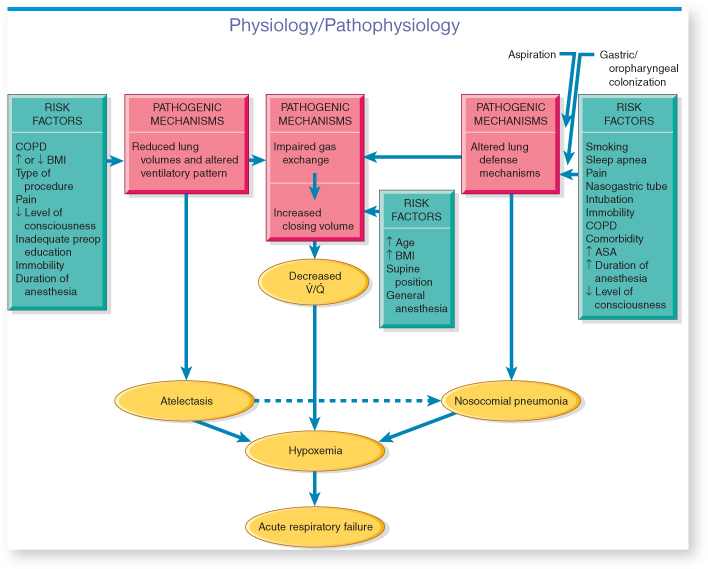 Physiology/Pathophysiology
Aspiration
Gastric/
oropharyngeal
colonization
RISK
FACTORS
COPD
↑ or ↓ BMI
Type of
procedure
Pain
↓ Level of
consciousness
Inadequate preop
education
Immobility
Duration of
anesthesia
PATHOGENIC
MECHANISMS
Reduced lung
volumes and altered
ventilatory pattern
PATHOGENIC
MECHANISMS
Impaired gas
exchange
Increased
closing volume
RISK
FACTORS
↑ Age
↑ BMI
Supine
position
General
anesthesia
PATHOGENIC
MECHANISMS
Altered lung
defense
mechanisms
RISK
FACTORS
Smoking
Sleep apnea
Pain
Nasogastric tube
Intubation
Immobility
COPD
Comorbidity
↑ ASA
↑ Duration of
anesthesia
↓ Level of
consciousness
Decreased
V̇/Q̇
Atelectasis
Nosocomial pneumonia
Hypoxemia
Acute respiratory failure